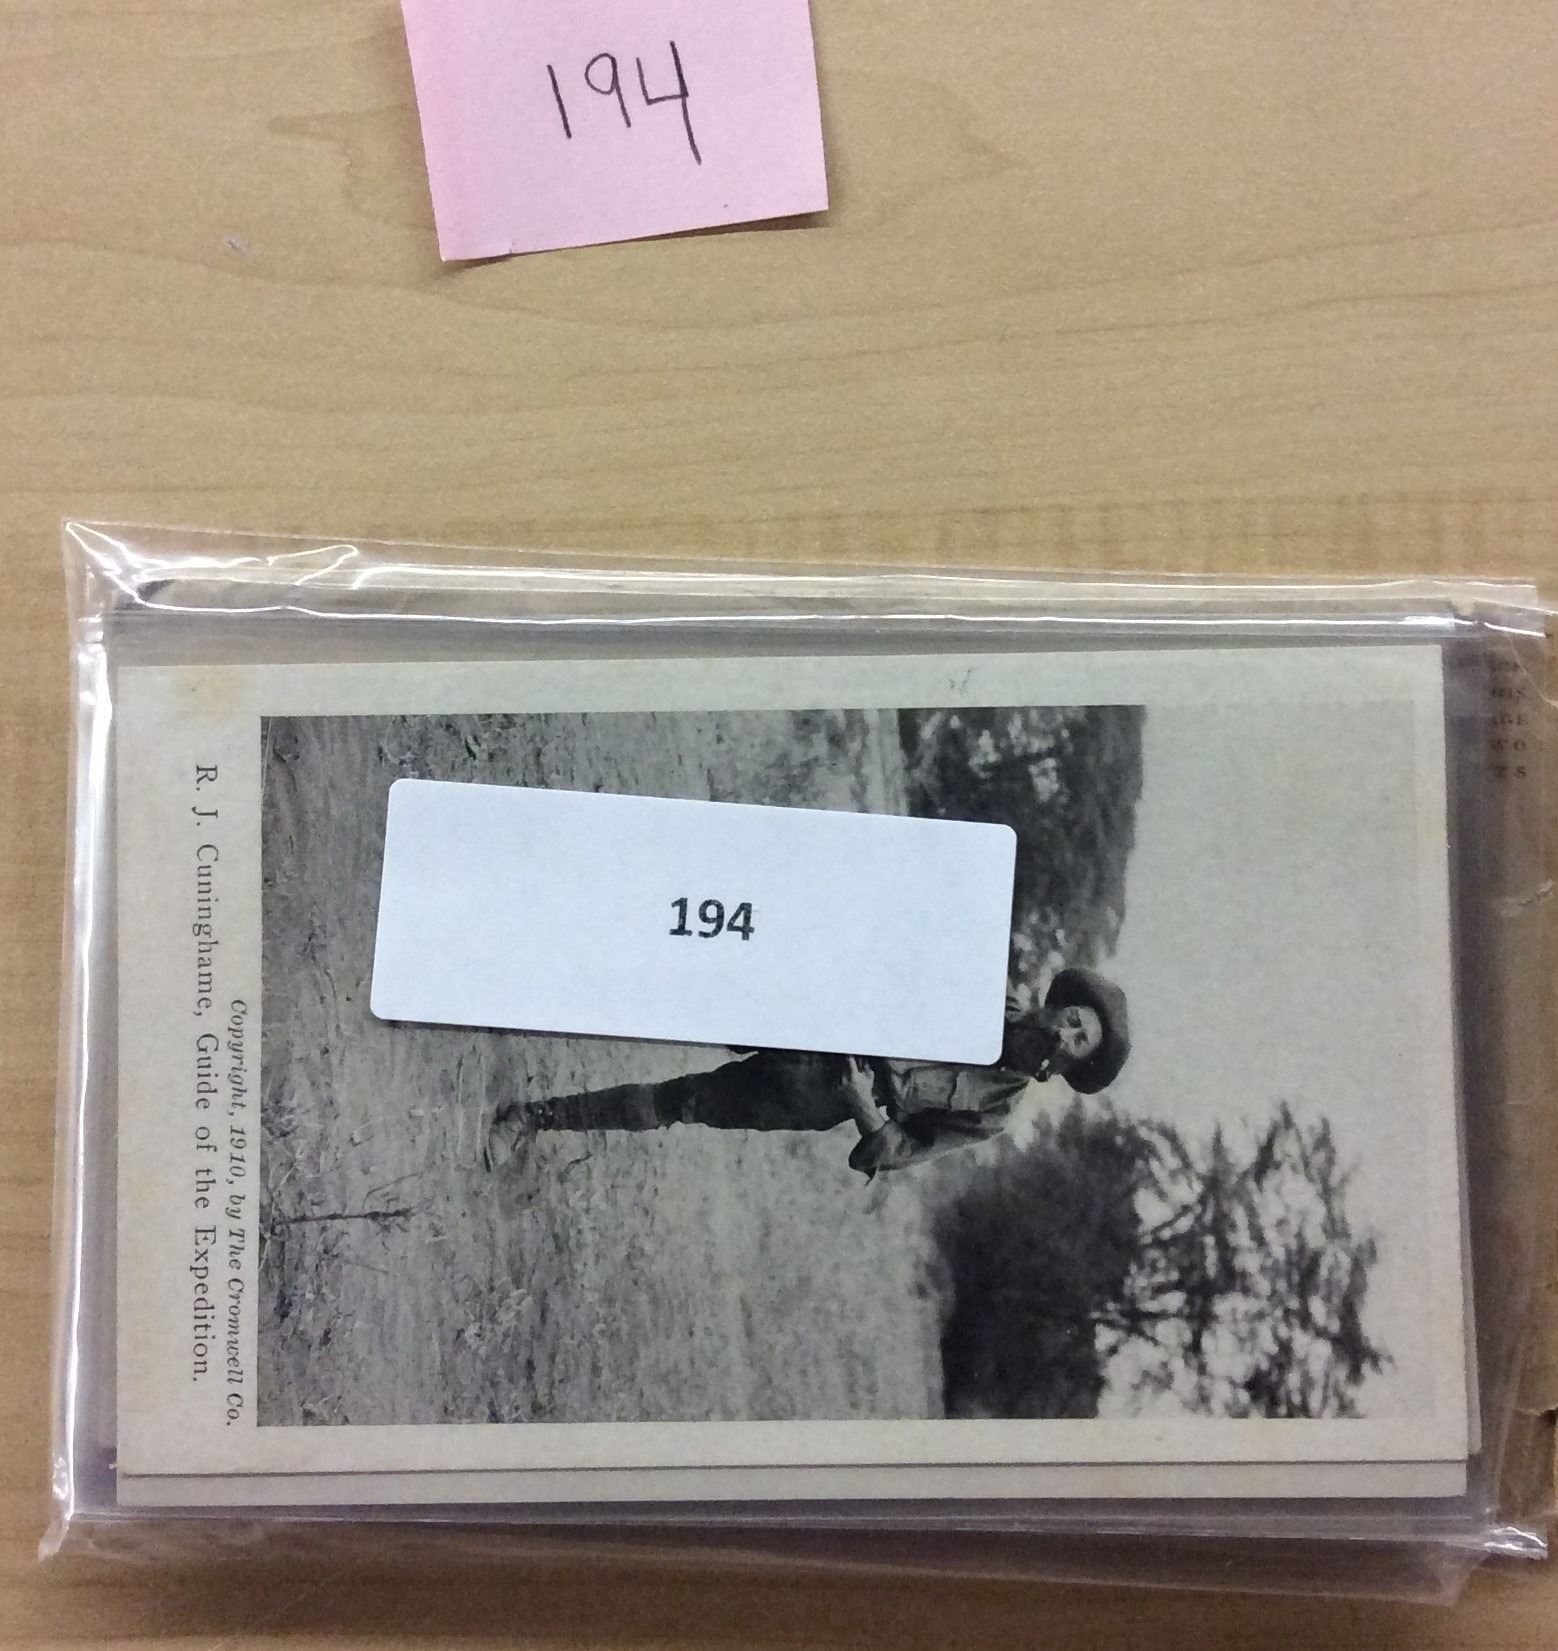 194
194
Copyright, 1910, by The Cromwell Co.
R. J. Cuninghame, Guide of the Expedition.